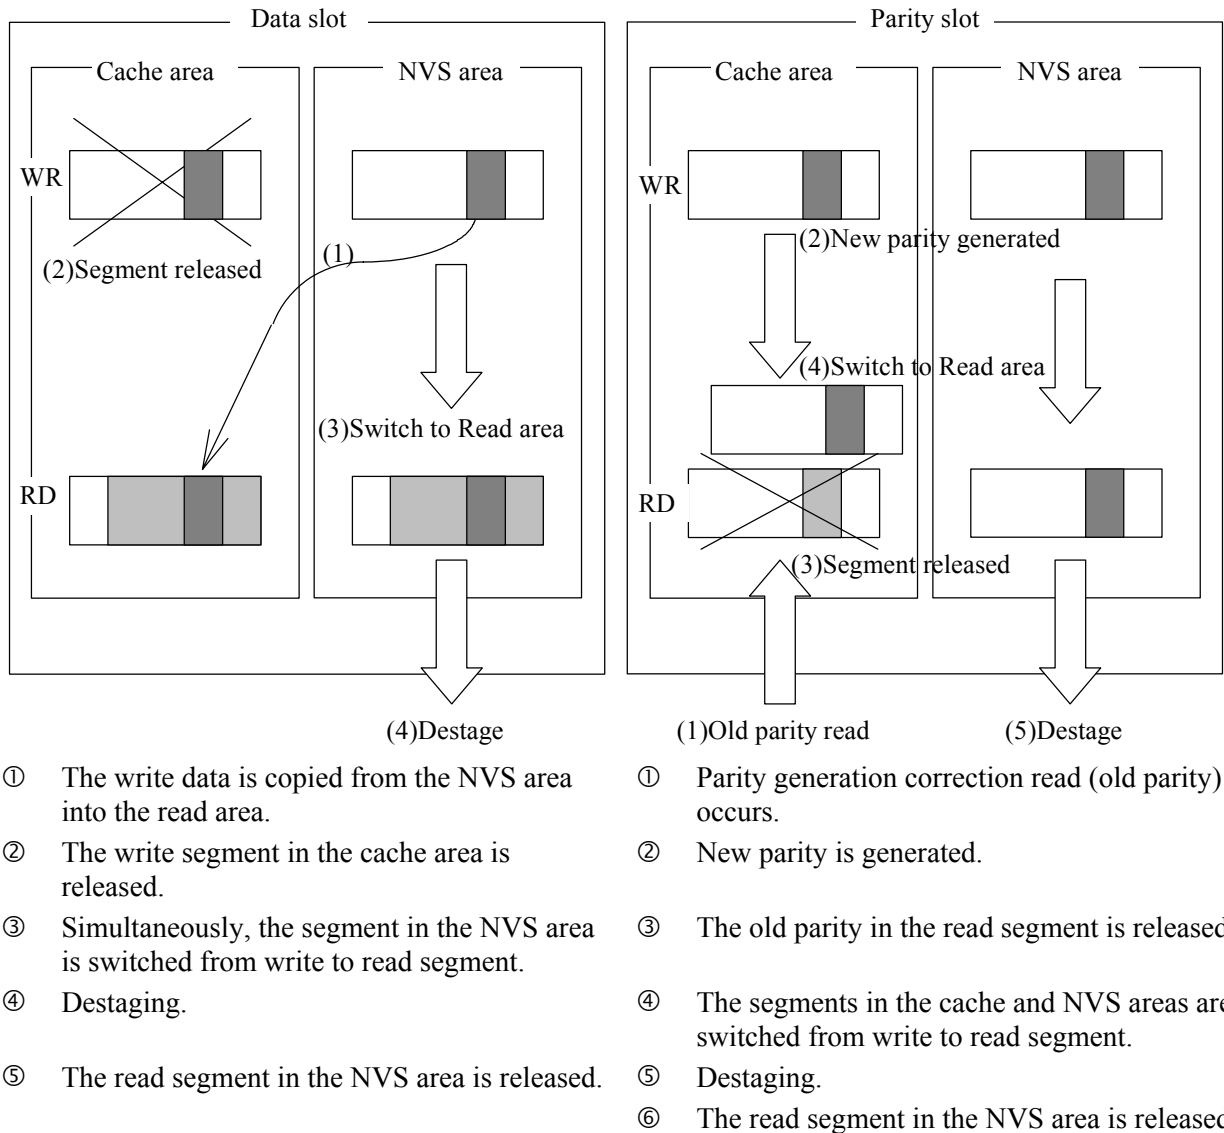 Data slot
Parity slot
Cache area
NVS area
Cache area
NVS area
WR
WR
(2)Segment released
(1)
(2)New parity generated
(3)Switch to Read area
(4)Switch to Read area
RD
RD
(3)Segment released
(4)Destage
(1)Old parity read
(5)Destage
① The write data is copied from the NVS area
into the read area.
② The write segment in the cache area is
released.
③ Simultaneously, the segment in the NVS area
is switched from write to read segment.
④ Destaging.
⑤ The read segment in the NVS area is released.
① Parity generation correction read (old parity)
occurs.
② New parity is generated.
③ The old parity in the read segment is released
④ The segments in the cache and NVS areas are
switched from write to read segment.
⑤ Destaging.
⑥ The read segment in the NVS area is released